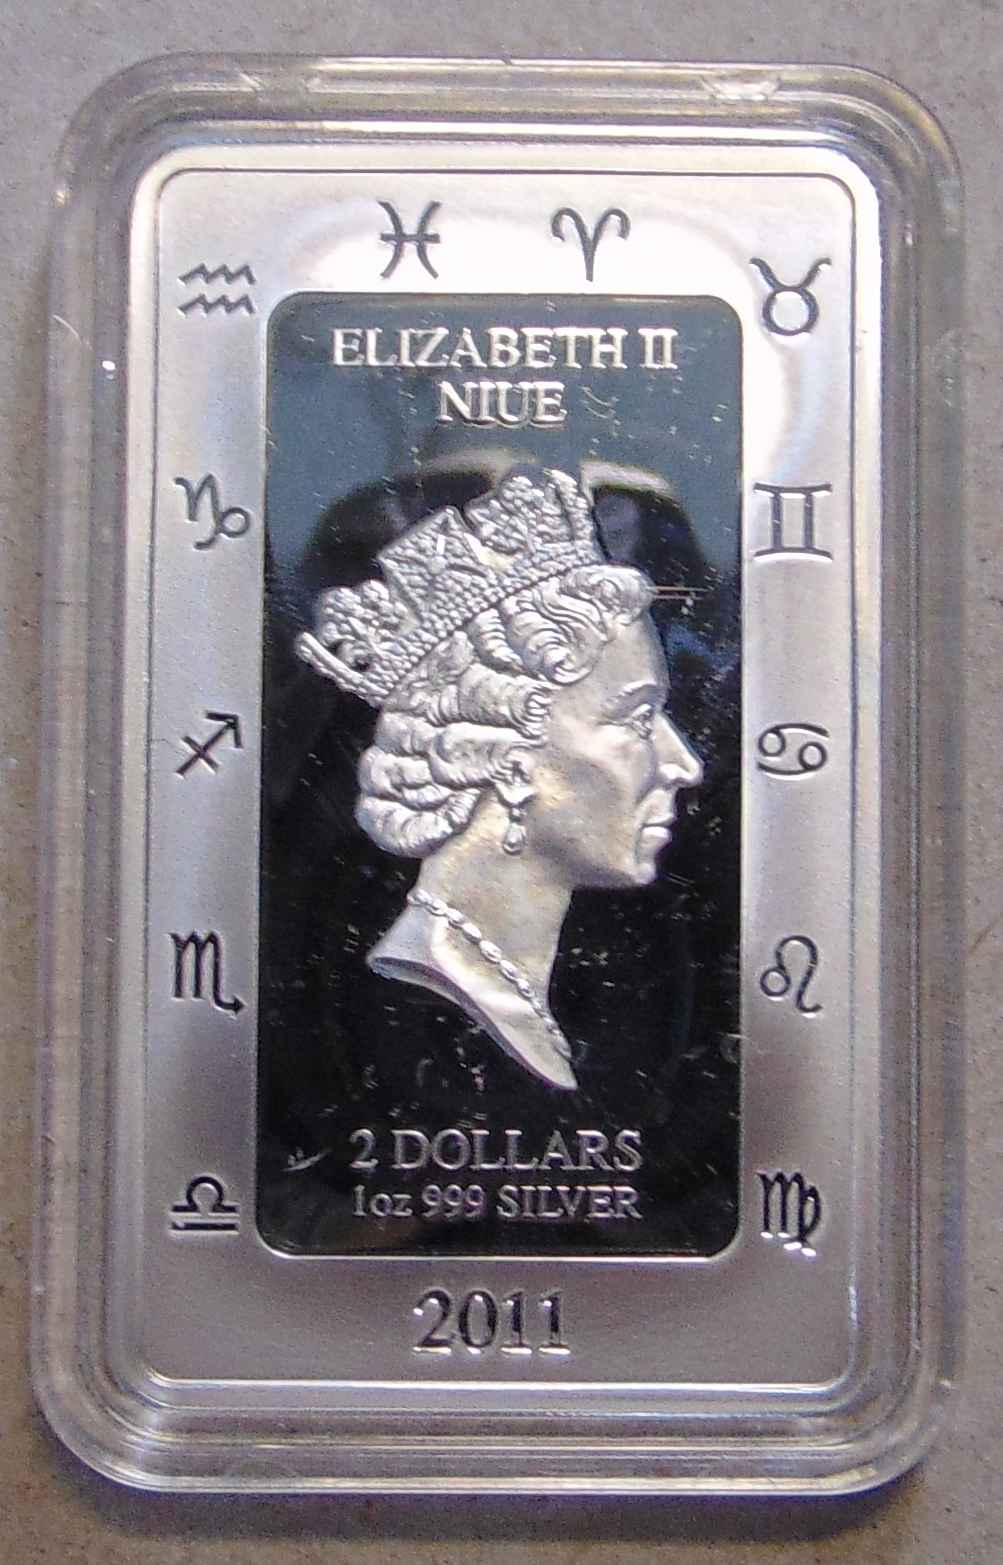 ELIZABETH II
NIUE
2 DOLLARS
1oz 999 SILVER
2011